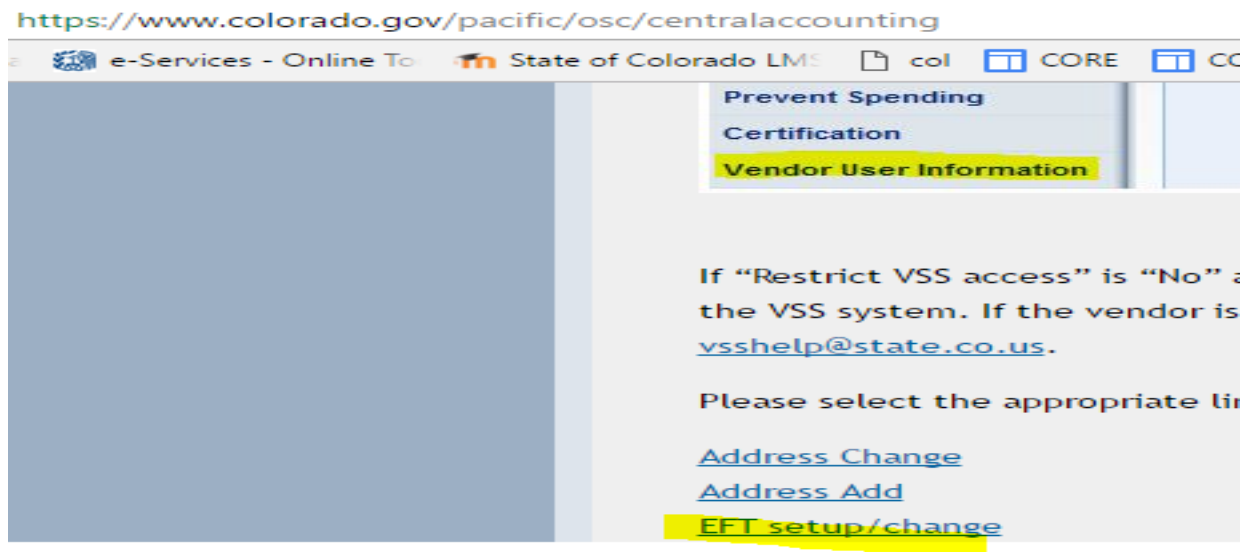 https://www.colorado.gov/pacific/osc/centralaccounting
e-Services - Online To State of Colorado LMS col CORE CO
Prevent Spending
Certification
Vendor User Information
If “Restrict VSS access” is “No” a
the VSS system. If the vendor is
vsshelp@state.co.us.
Please select the appropriate lin
Address Change
Address Add
EFT setup/change